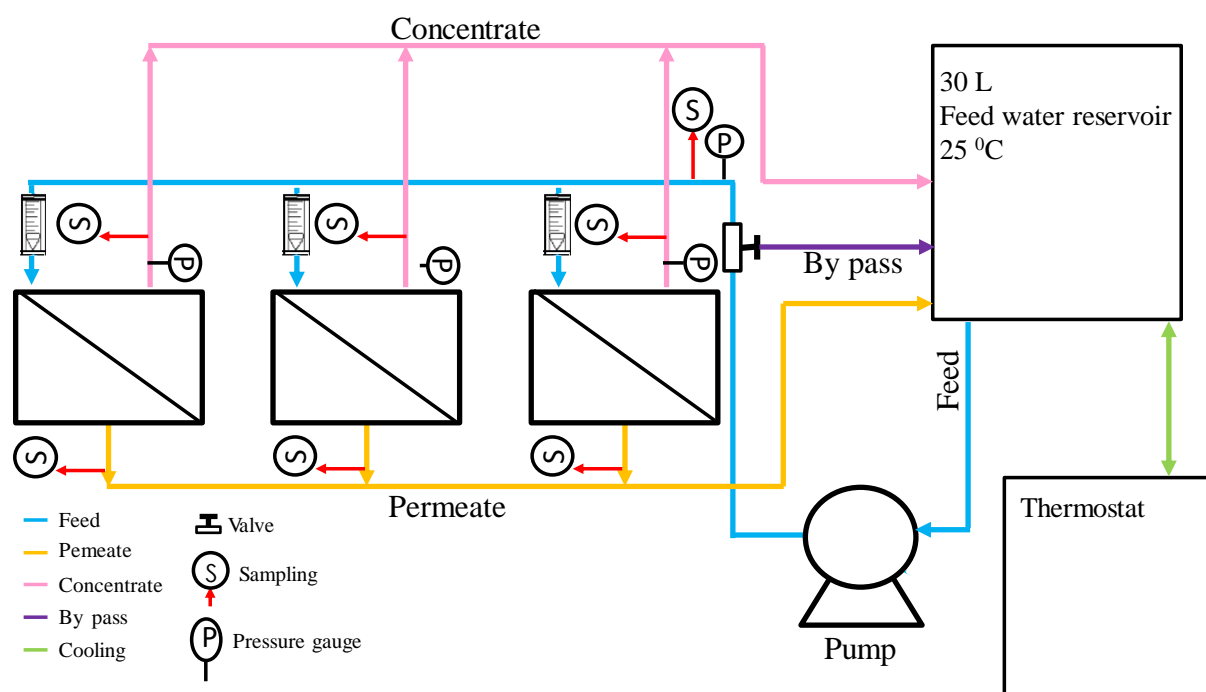 Concentrate
30 L
Feed water reservoir
25 ⁰C
S
P
S
S
S
P
P
P
By pass
Feed
S
S
S
Permeate
Thermostat
Pump
Feed
Pemeate
Concentrate
By pass
Cooling
Valve
S
Sampling
P
Pressure gauge